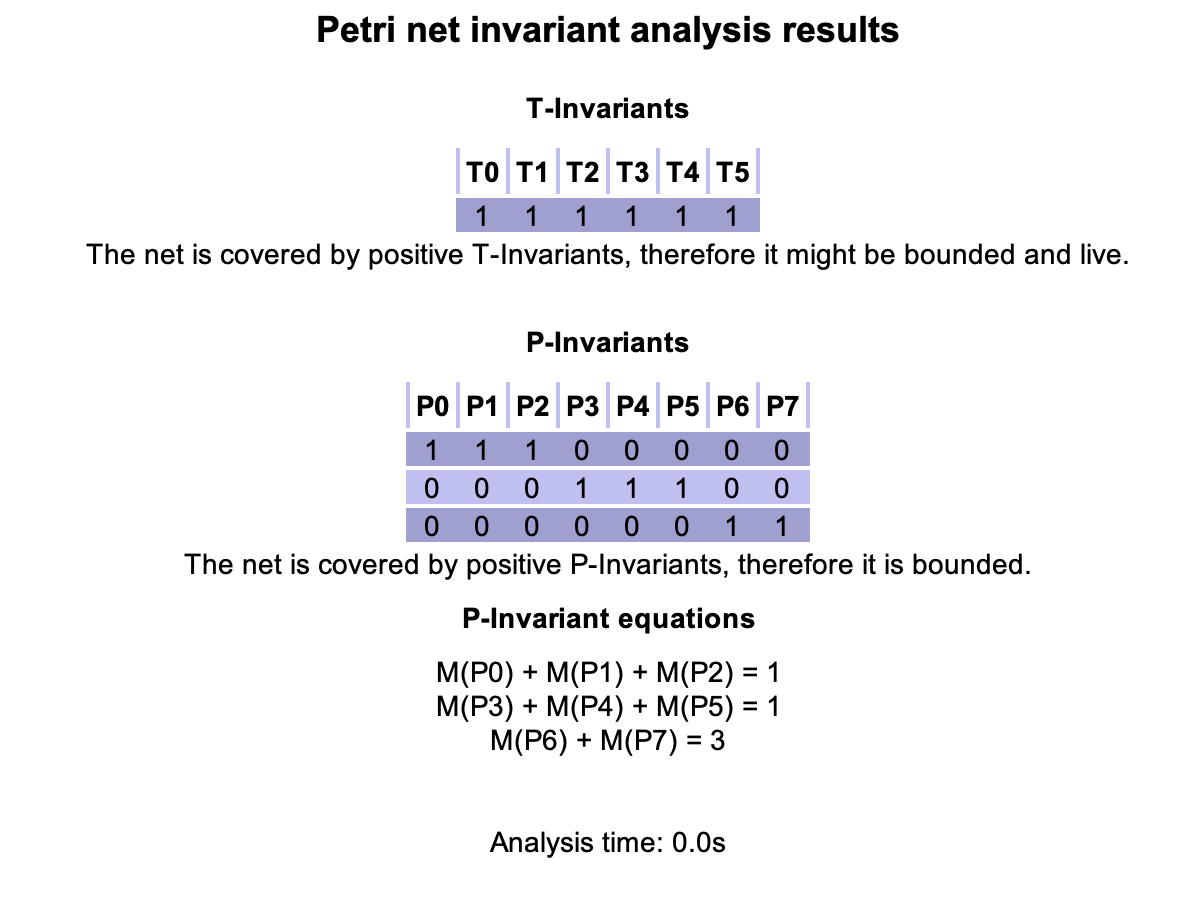 Petri net invariant analysis results
T-Invariants
T0 T1 T2 T3 T4 T5
1 1 1 1 1 1
The net is covered by positive T-Invariants, therefore it might be bounded and live.
P-Invariants
P0 P1 P2 P3 P4 P5 P6 P7
1 1 1 0 0 0 0 0
0 0 0 1 1 1 0 0
0 0 0 0 0 0 1 1
The net is covered by positive P-Invariants, therefore it is bounded.
P-Invariant equations
M(P0) + M(P1) + M(P2) = 1
M(P3) + M(P4) + M(P5) = 1
M(P6) + M(P7) = 3
Analysis time: 0.0s